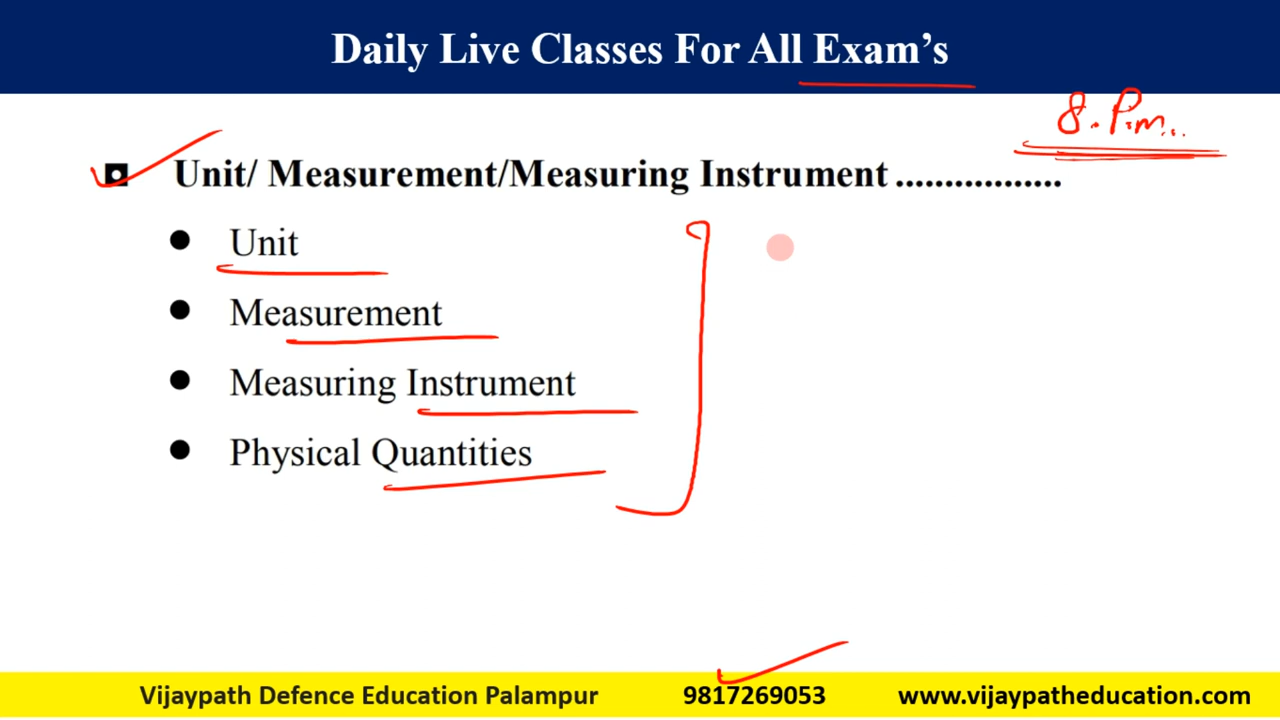 Daily Live Classes For All Exam’s
8. P.m...
Unit/ Measurement/Measuring Instrument .................
Unit
Measurement
Measuring Instrument
Physical Quantities
Vijaypath Defence Education Palampur 9817269053 www.vijaypatheducation.com